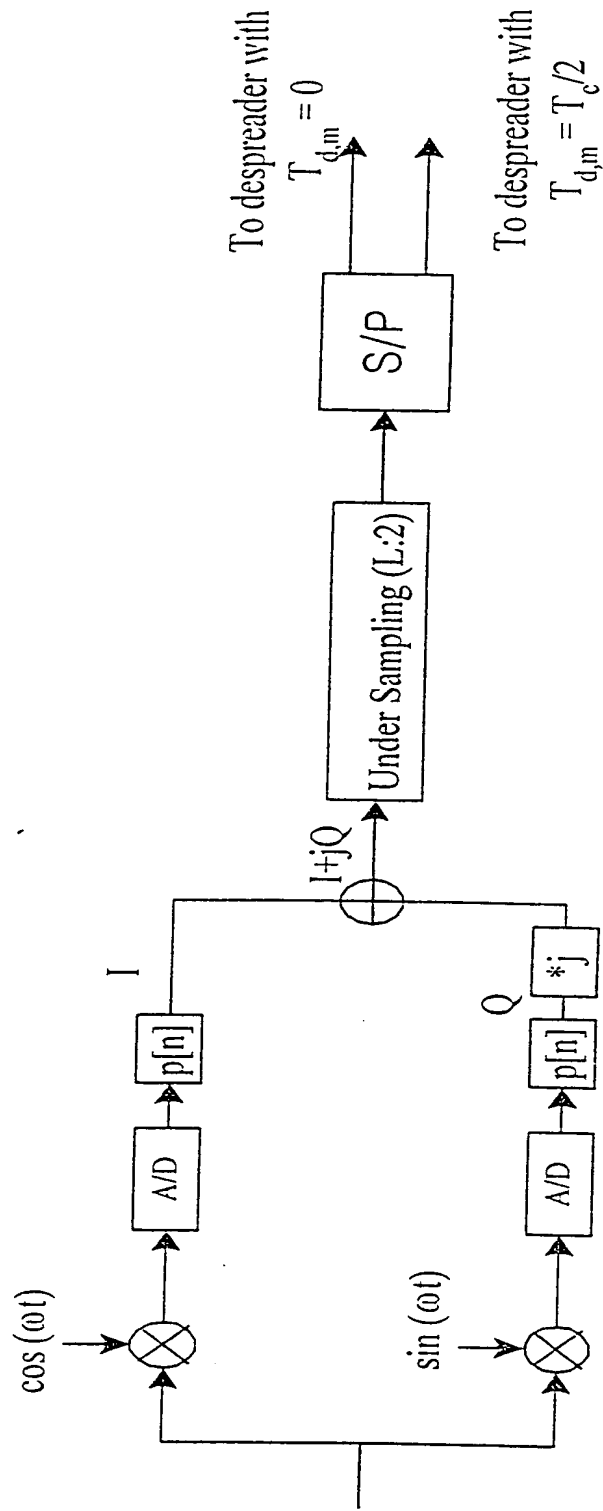 cos (ωt)
A/D
p[n]
I
sin (ωt)
A/D
p[n]
Q
*j
I+jQ
Under Sampling (L:2)
S/P
To despreader with
T_{d,m} = 0
To despreader with
T_{d,m} = T_c/2